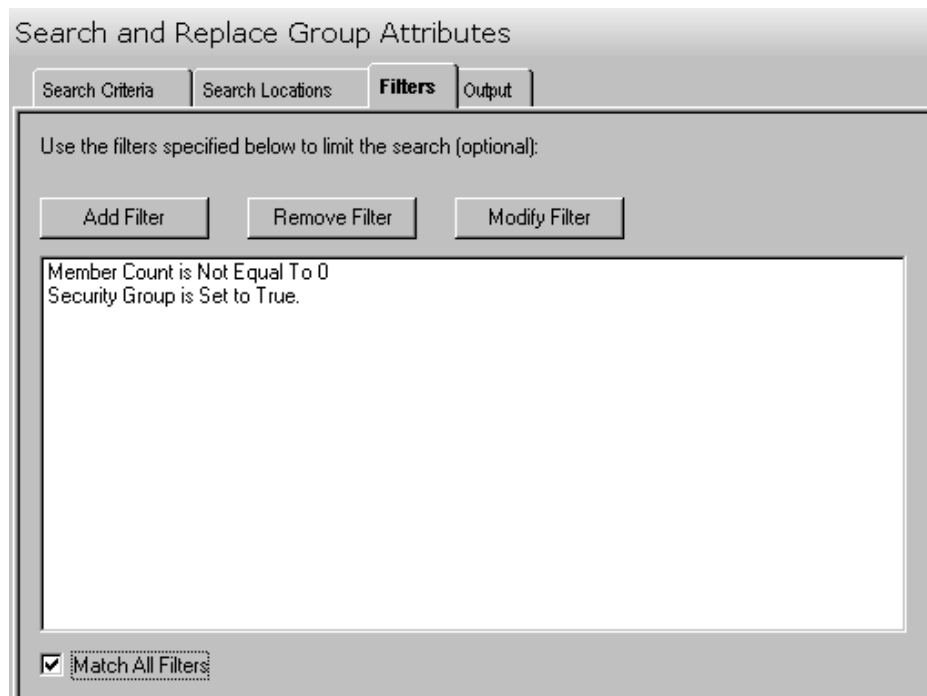 Search and Replace Group Attributes
Search Criteria Search Locations Filters Output
Use the filters specified below to limit the search (optional):
Add Filter Remove Filter Modify Filter
Member Count is Not Equal To 0
Security Group is Set to True.
Match All Filters